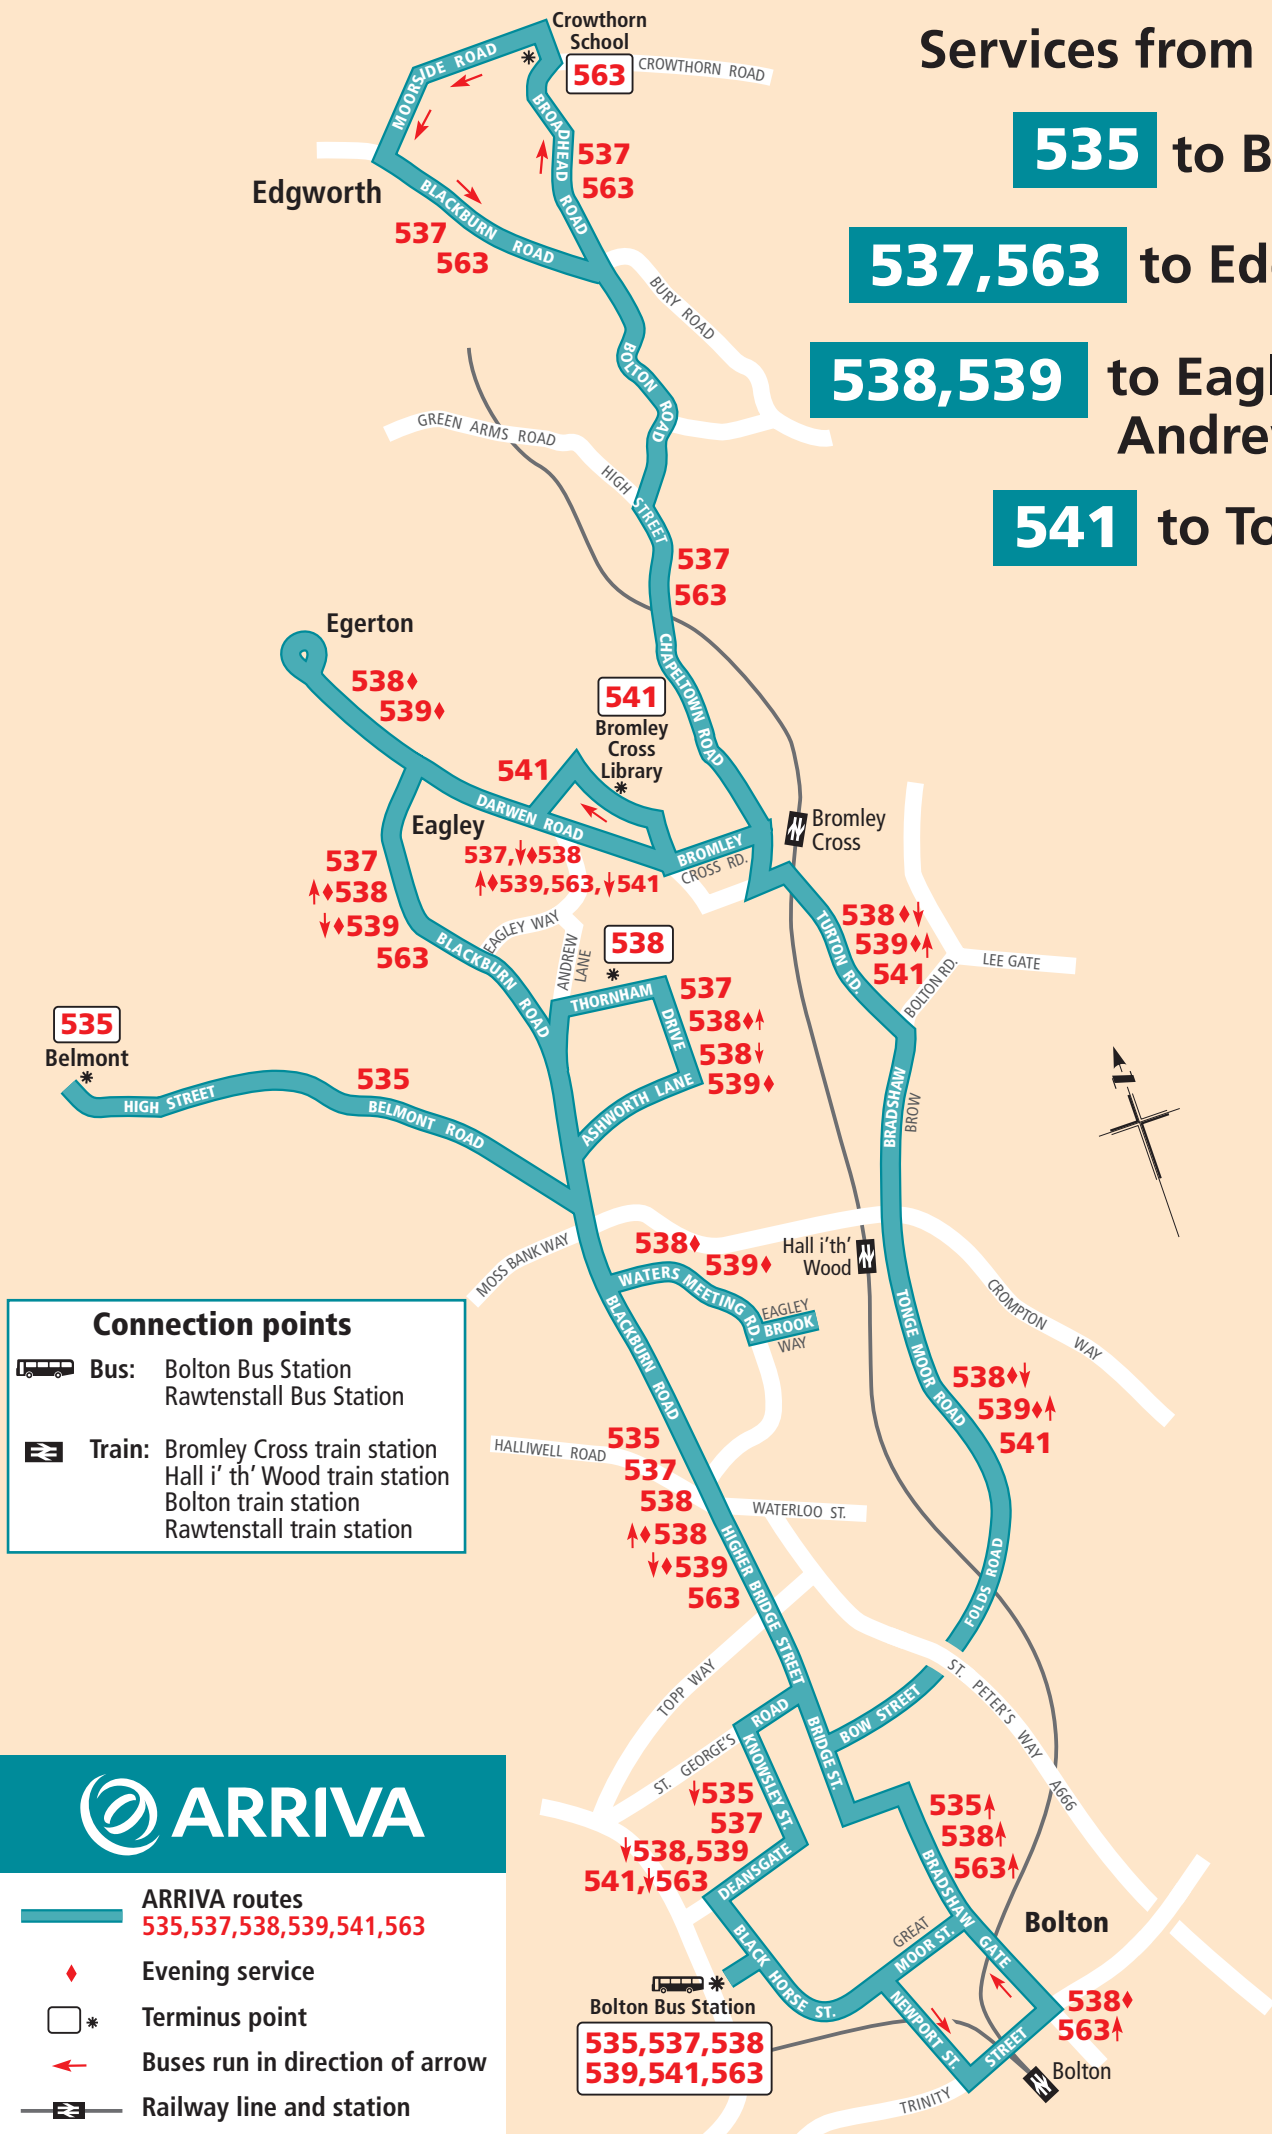 Services from
535 to B
537,563 to Ed
538,539 to Eagl
Andre
541 to To
Crowthorn
School
563
CROWTHORN ROAD
MOORSIDE ROAD
BROADHEAD ROAD
537
563
Edgworth
BLACKBURN ROAD
537
563
BURY ROAD
BOLTON ROAD
GREEN ARMS ROAD
HIGH STREET
537
563
CHAPELTOWN ROAD
Egerton
538♦
539♦
541
Bromley
Cross
Library
541
DARWEN ROAD
Eagley
BROMLEY
CROSS RD.
Bromley
Cross
537,↓♦538
↑♦539,563,↓541
537
↑♦538
↓♦539
563
EAGLEY WAY
ANDREW
LANE
BLACKBURN ROAD
538
THORNHAM
DRIVE
ASHWORTH LANE
537
538♦↑
538↓
539♦
TURTON RD.
538♦↓
539♦↑
541
BOLTON RD.
LEE GATE
535
Belmont
HIGH STREET
535
BELMONT ROAD
BRADSHAW
BROW
MOSS BANK WAY
538♦
539♦
WATERS MEETING RD.
EAGLEY
BROOK
WAY
Hall i’th’
Wood
CROMPTON WAY
TONGE MOOR ROAD
538♦↓
539♦↑
541
BLACKBURN ROAD
Connection points
Bus: Bolton Bus Station
Rawtenstall Bus Station
Train: Bromley Cross train station
Hall i’ th’ Wood train station
Bolton train station
Rawtenstall train station
HALLIWELL ROAD
535
537
538
↑♦538
↓♦539
563
WATERLOO ST.
HIGHER BRIDGE STREET
FOLDS ROAD
TOPP WAY
ST. PETER’S WAY A666
BOW STREET
ST. GEORGE’S ROAD
BRIDGE ST.
KNOWSLEY ST.
↓535
537
↓538,539
541,↓563
DEANSGATE
535↑
538↑
563↑
BRADSHAW GATE
Bolton
BLACK HORSE ST.
GREAT
MOOR ST.
NEWPORT ST.
538♦
563↑
Bolton Bus Station
535,537,538
539,541,563
TRINITY STREET
Bolton
ARRIVA
ARRIVA routes
535,537,538,539,541,563
Evening service
Terminus point
Buses run in direction of arrow
Railway line and station